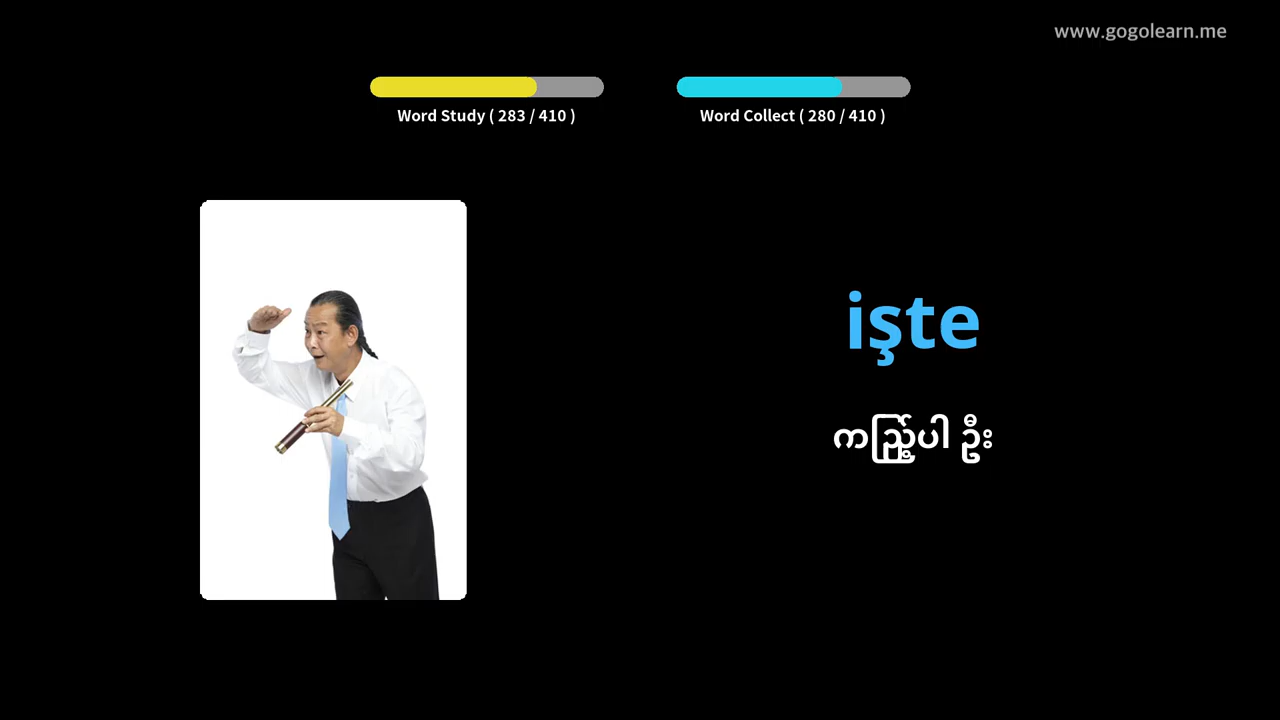 www.gogolearn.me
Word Study ( 283 / 410 )
Word Collect ( 280 / 410 )
işte
ကည့်ြပါ ဦး